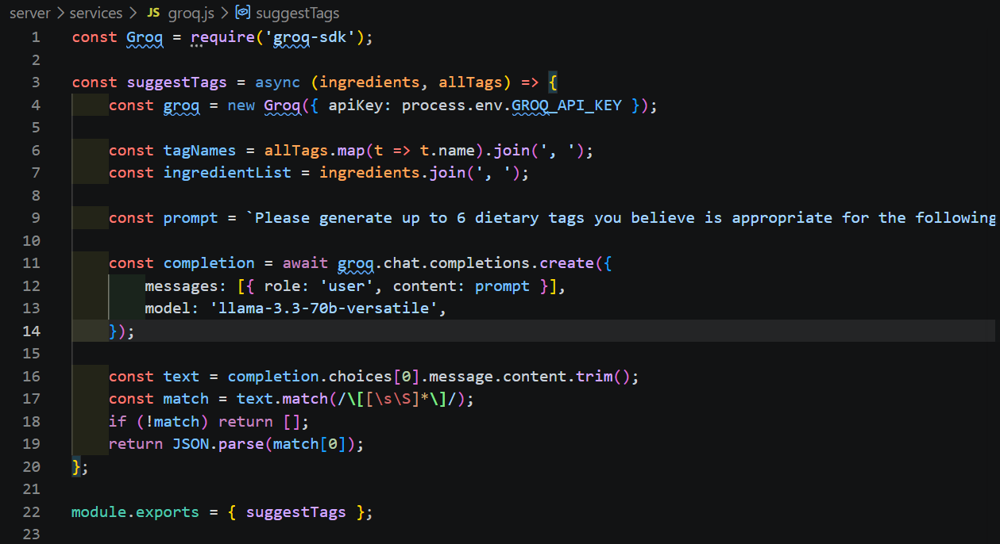 server > services > JS groq.js > suggestTags
1 const Groq = require('groq-sdk');
2
3 const suggestTags = async (ingredients, allTags) => {
4     const groq = new Groq({ apiKey: process.env.GROQ_API_KEY });
5
6     const tagNames = allTags.map(t => t.name).join(', ');
7     const ingredientList = ingredients.join(', ');
8
9     const prompt = `Please generate up to 6 dietary tags you believe is appropriate for the following
10
11     const completion = await groq.chat.completions.create({
12         messages: [{ role: 'user', content: prompt }],
13         model: 'llama-3.3-70b-versatile',
14     });
15
16     const text = completion.choices[0].message.content.trim();
17     const match = text.match(/\[[\s\S]*\]/);
18     if (!match) return [];
19     return JSON.parse(match[0]);
20 };
21
22 module.exports = { suggestTags };
23